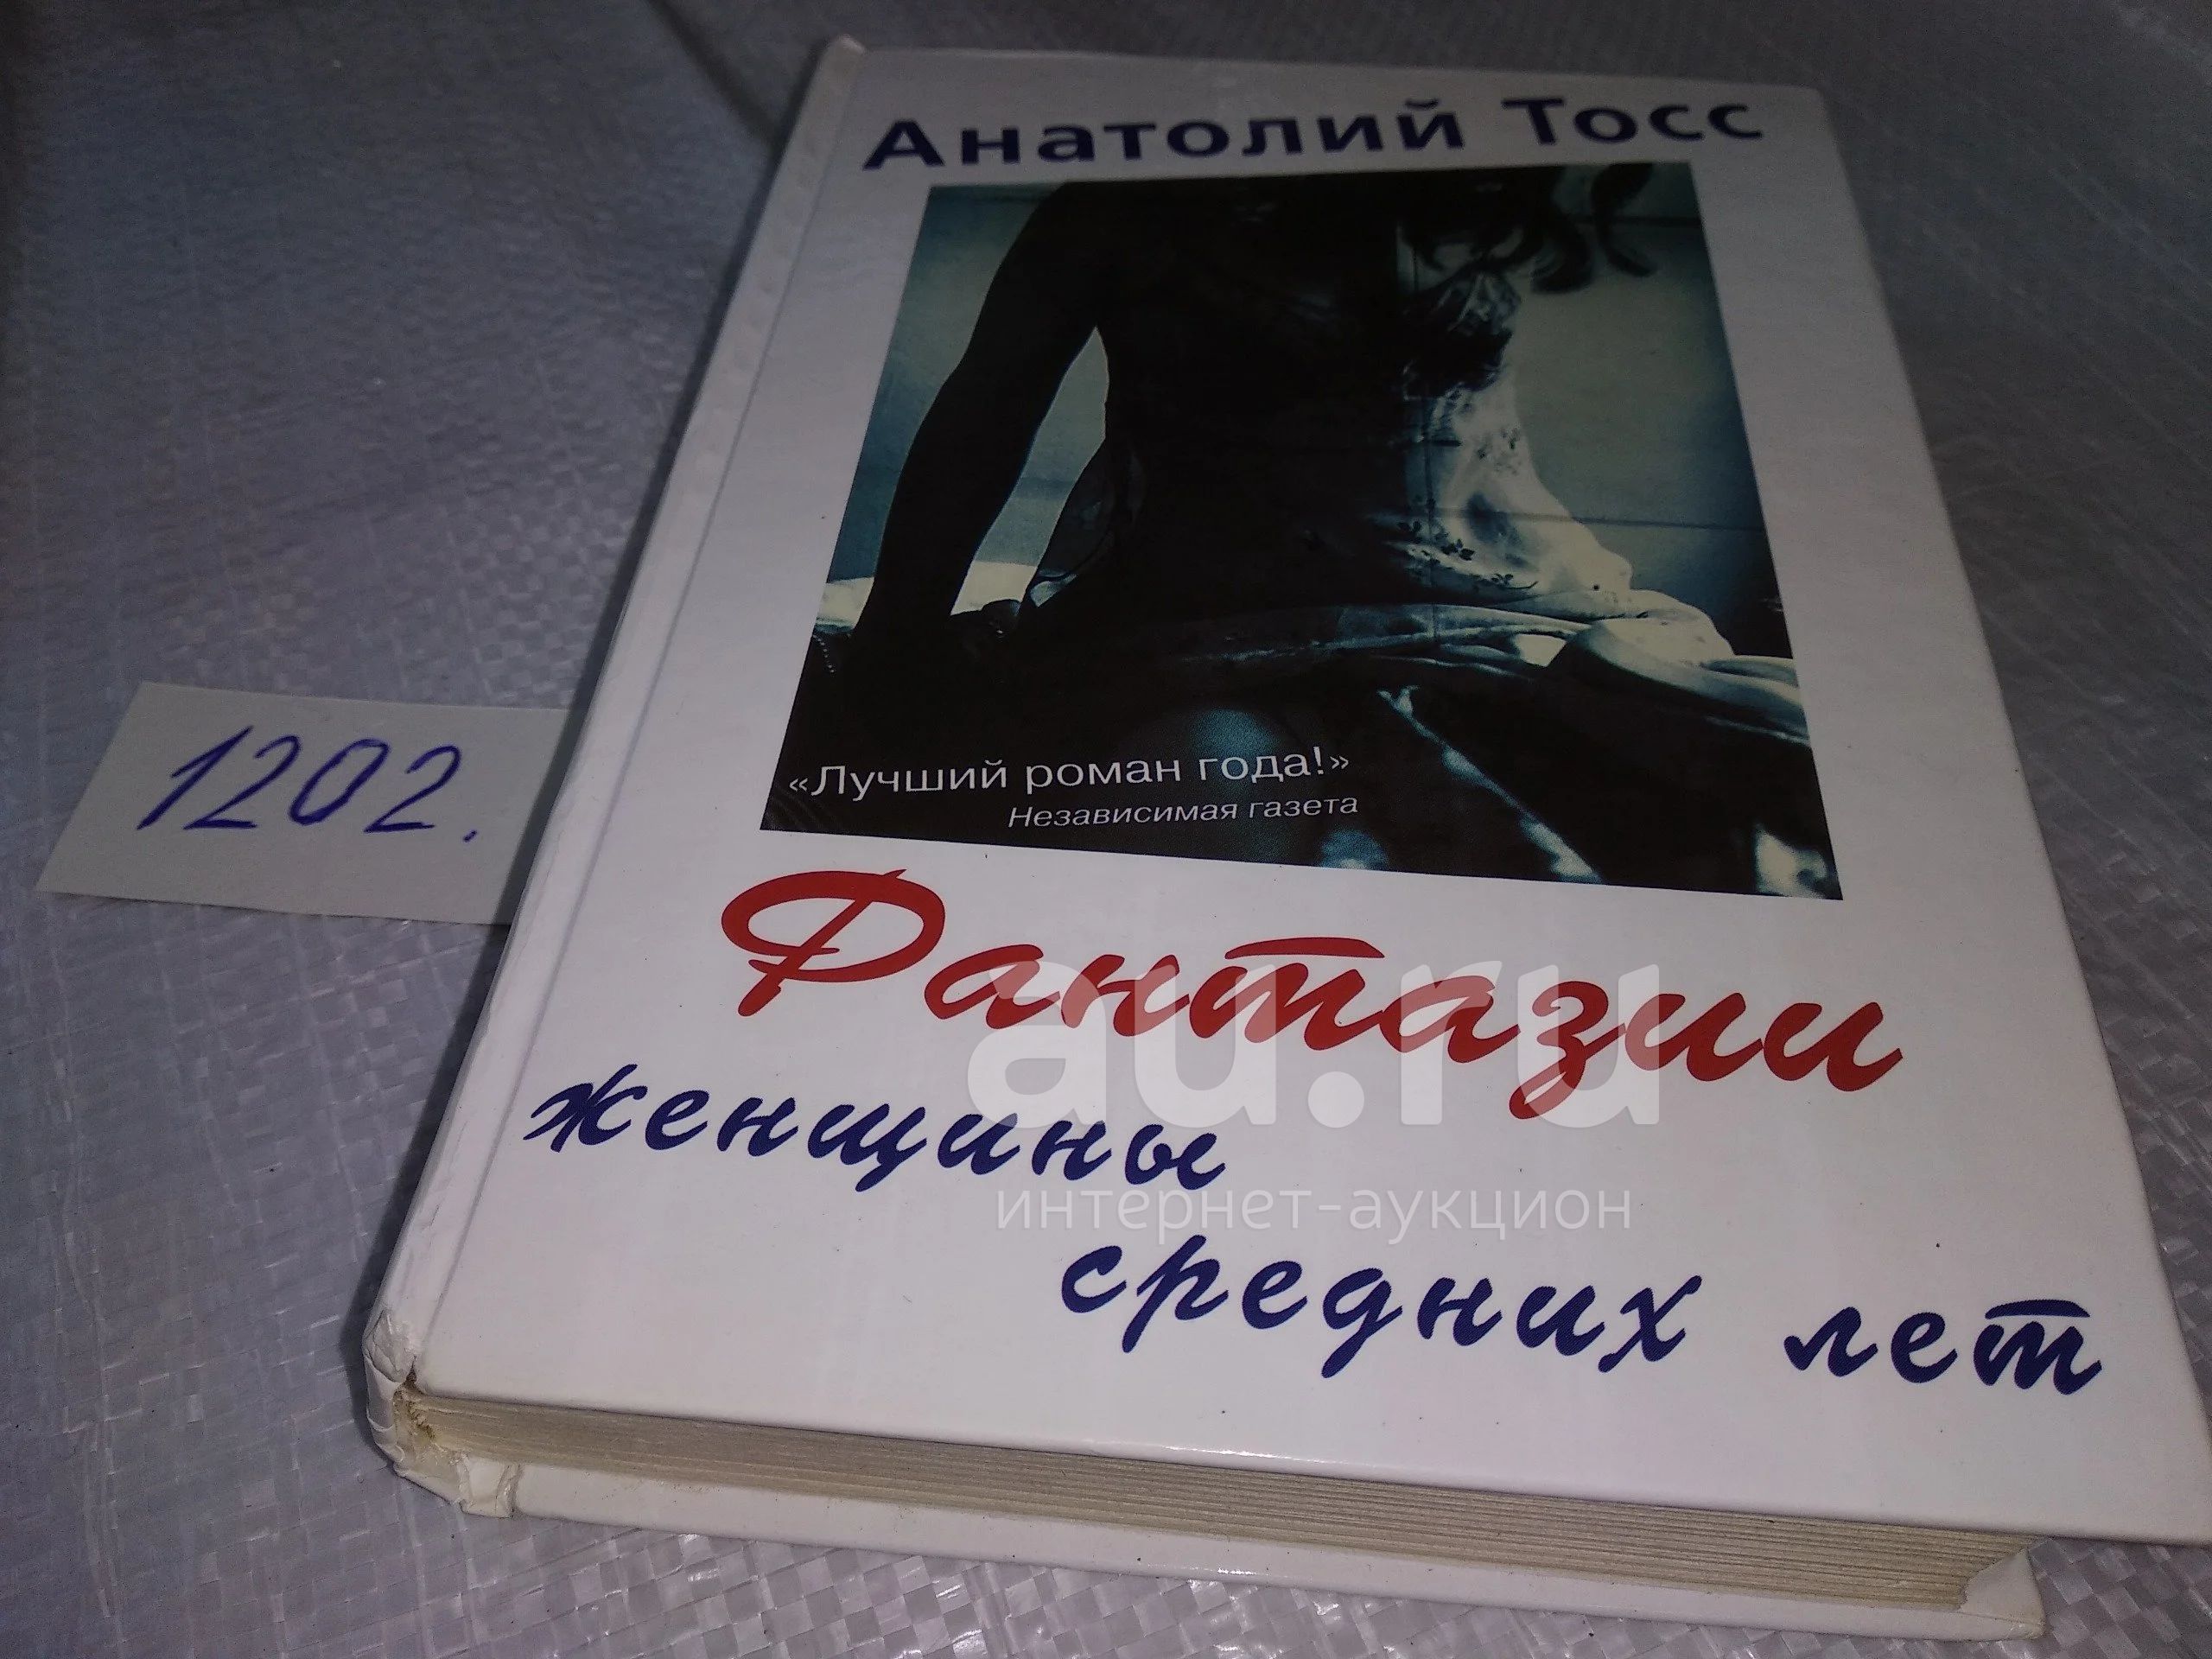 Анатолий Тосс
«Лучший роман года!»
Независимая газета
1202.
Фантазии
женщины
средних лет
au.ru
интернет-аукцион